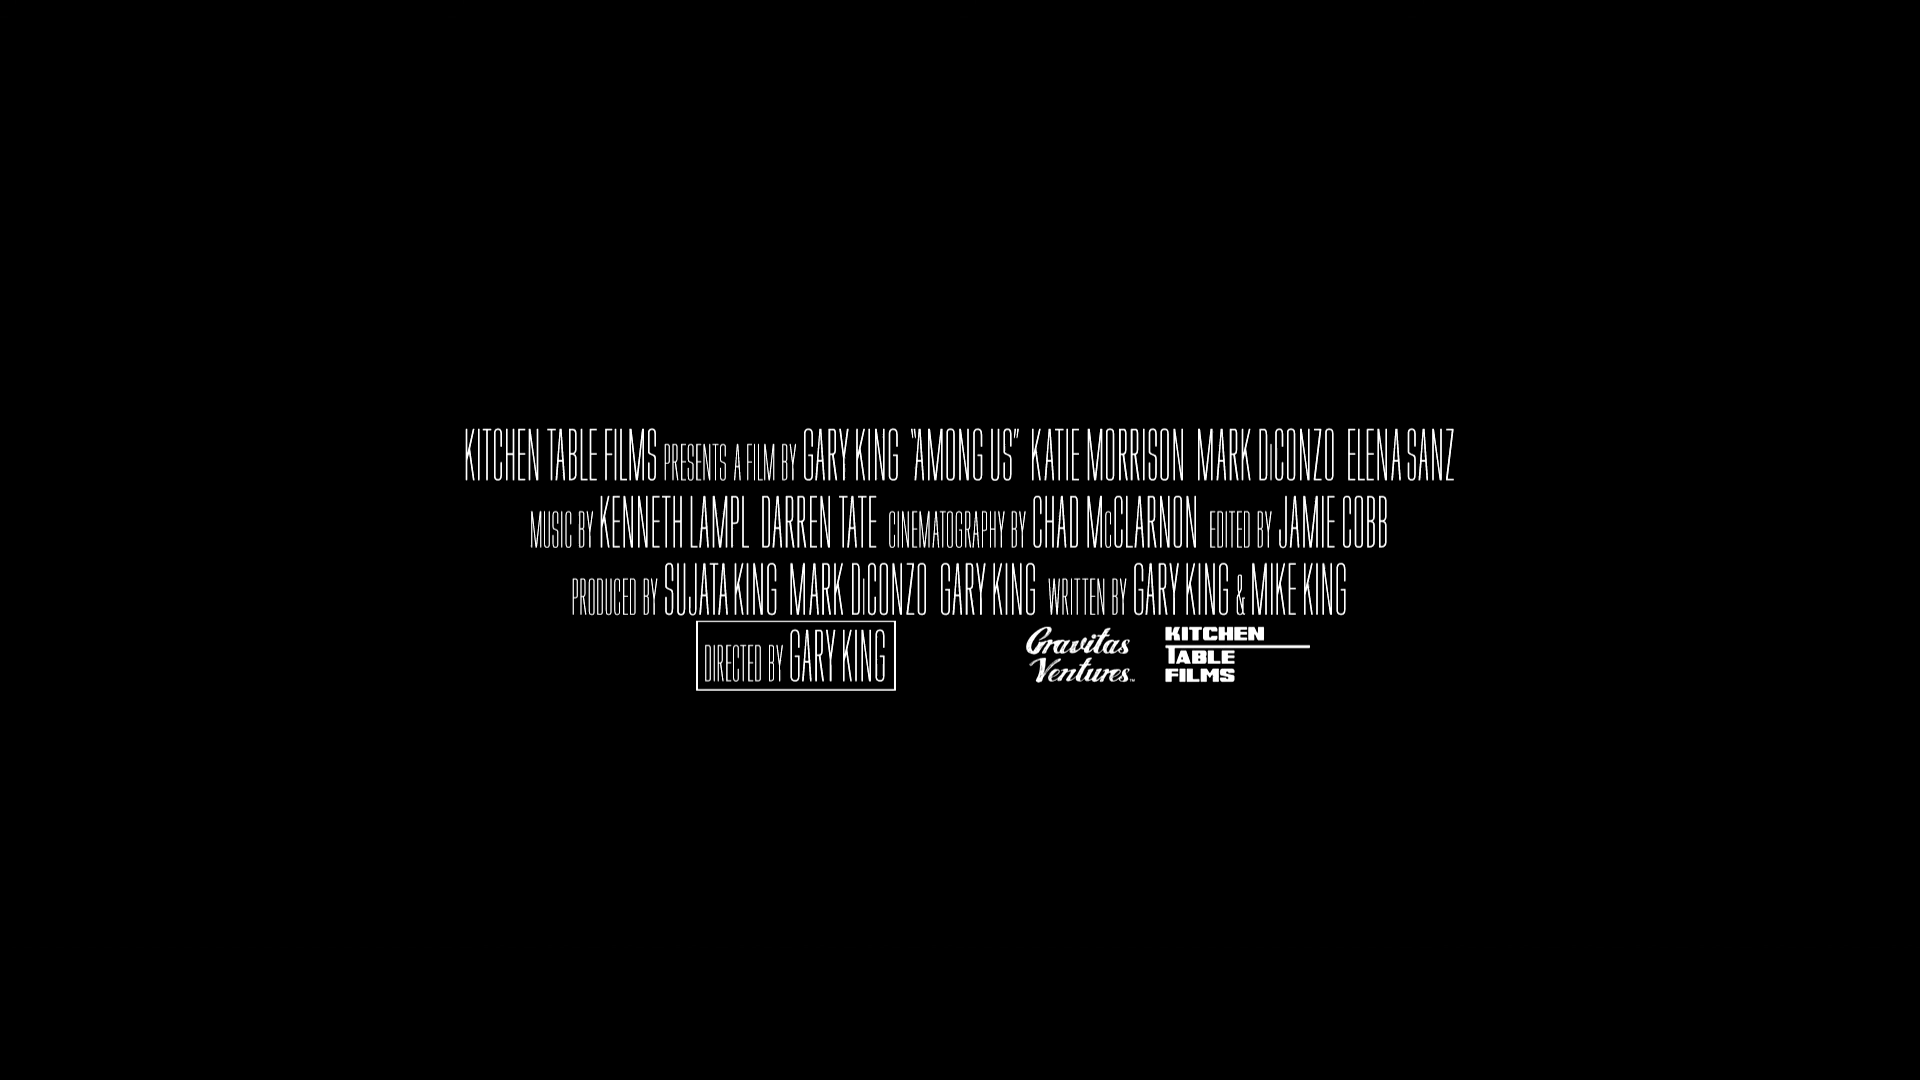 KITCHEN TABLE FILMS PRESENTS A FILM BY GARY KING "AMONG US" KATIE MORRISON MARK DiCONZO ELENA SANZ
MUSIC BY KENNETH LAMPL DARREN TATE CINEMATOGRAPHY BY CHAD McCLARNON EDITED BY JAMIE COBB
PRODUCED BY SUJATA KING MARK DiCONZO GARY KING WRITTEN BY GARY KING & MIKE KING
DIRECTED BY GARY KING
Gravitas
Ventures™
KITCHEN
TABLE
FILMS